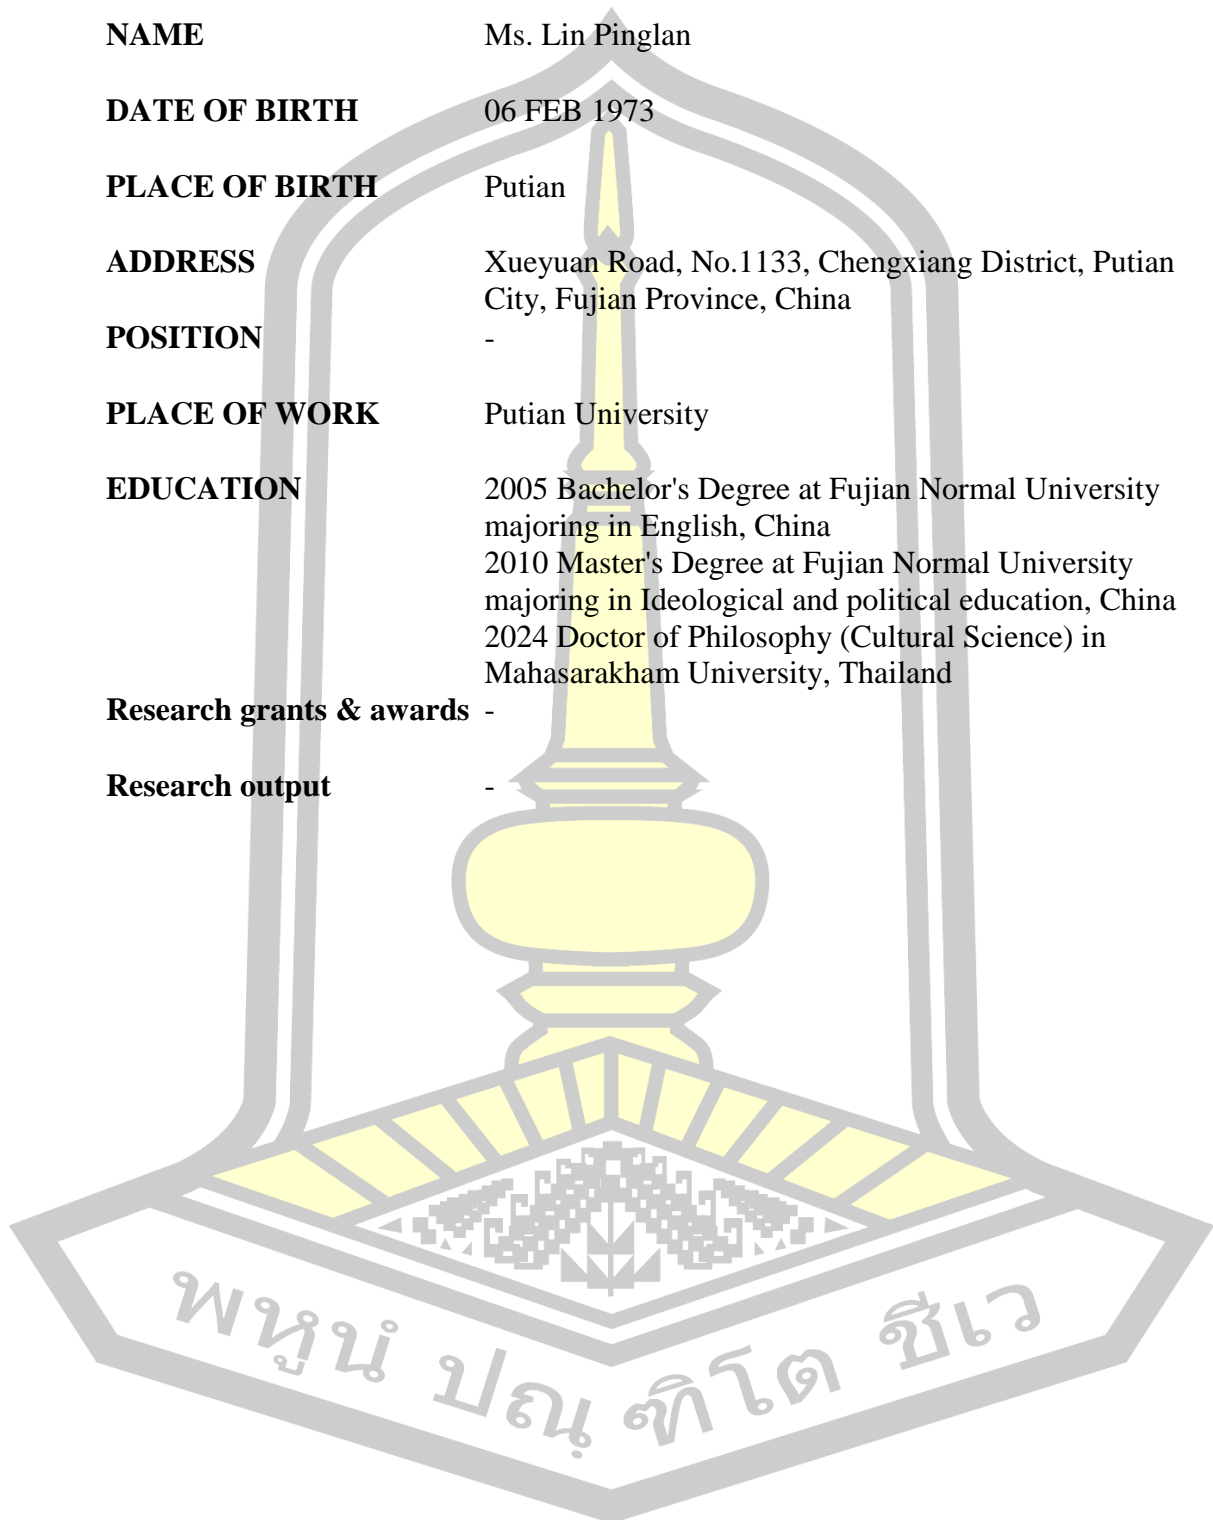 NAME Ms. Lin Pinglan
DATE OF BIRTH 06 FEB 1973
PLACE OF BIRTH Putian
ADDRESS Xueyuan Road, No.1133, Chengxiang District, Putian
City, Fujian Province, China
POSITION -
PLACE OF WORK Putian University
EDUCATION 2005 Bachelor's Degree at Fujian Normal University
majoring in English, China
2010 Master's Degree at Fujian Normal University
majoring in Ideological and political education, China
2024 Doctor of Philosophy (Cultural Science) in
Mahasarakham University, Thailand
Research grants & awards -
Research output -
พหูนํ ปณฺ ฑิโต ชีเว